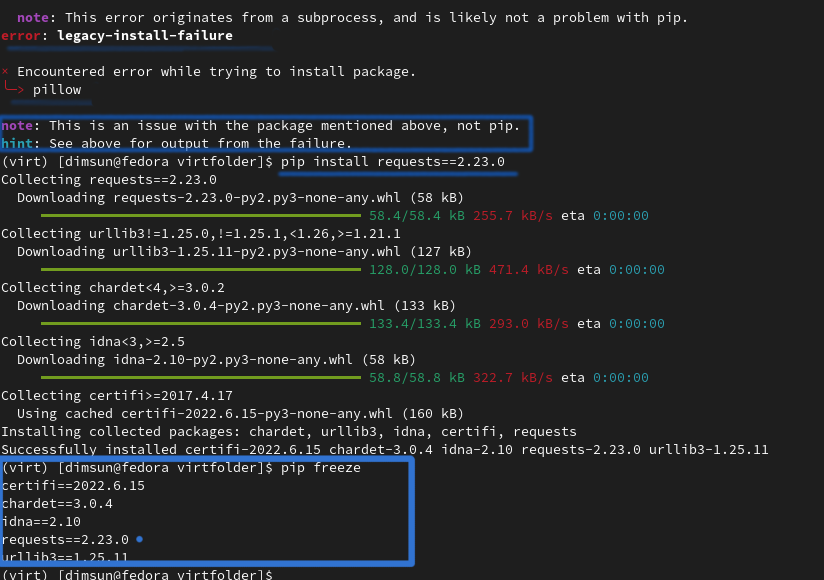 note: This error originates from a subprocess, and is likely not a problem with pip.
error: legacy-install-failure
× Encountered error while trying to install package.
╰─> pillow
note: This is an issue with the package mentioned above, not pip.
hint: See above for output from the failure.
(virt) [dimsun@fedora virtfolder]$ pip install requests==2.23.0
Collecting requests==2.23.0
Downloading requests-2.23.0-py2.py3-none-any.whl (58 kB)
58.4/58.4 kB 255.7 kB/s eta 0:00:00
Collecting urllib3!=1.25.0,!=1.25.1,<1.26,>=1.21.1
Downloading urllib3-1.25.11-py2.py3-none-any.whl (127 kB)
128.0/128.0 kB 471.4 kB/s eta 0:00:00
Collecting chardet<4,>=3.0.2
Downloading chardet-3.0.4-py2.py3-none-any.whl (133 kB)
133.4/133.4 kB 293.0 kB/s eta 0:00:00
Collecting idna<3,>=2.5
Downloading idna-2.10-py2.py3-none-any.whl (58 kB)
58.8/58.8 kB 322.7 kB/s eta 0:00:00
Collecting certifi>=2017.4.17
Using cached certifi-2022.6.15-py3-none-any.whl (160 kB)
Installing collected packages: chardet, urllib3, idna, certifi, requests
Successfully installed certifi-2022.6.15 chardet-3.0.4 idna-2.10 requests-2.23.0 urllib3-1.25.11
(virt) [dimsun@fedora virtfolder]$ pip freeze
certifi==2022.6.15
chardet==3.0.4
idna==2.10
requests==2.23.0
urllib3==1.25.11
(virt) [dimsun@fedora virtfolder]$